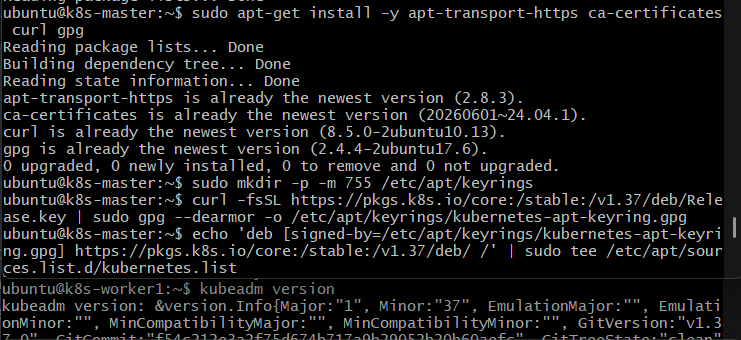 ubuntu@k8s-master:~$ sudo apt-get install -y apt-transport-https ca-certificates
 curl gpg
Reading package lists... Done
Building dependency tree... Done
Reading state information... Done
apt-transport-https is already the newest version (2.8.3).
ca-certificates is already the newest version (20260601~24.04.1).
curl is already the newest version (8.5.0-2ubuntu10.13).
gpg is already the newest version (2.4.4-2ubuntu17.6).
0 upgraded, 0 newly installed, 0 to remove and 0 not upgraded.
ubuntu@k8s-master:~$ sudo mkdir -p -m 755 /etc/apt/keyrings
ubuntu@k8s-master:~$ curl -fsSL https://pkgs.k8s.io/core:/stable:/v1.37/deb/Rele
ase.key | sudo gpg --dearmor -o /etc/apt/keyrings/kubernetes-apt-keyring.gpg
ubuntu@k8s-master:~$ echo 'deb [signed-by=/etc/apt/keyrings/kubernetes-apt-keyri
ng.gpg] https://pkgs.k8s.io/core:/stable:/v1.37/deb/ /' | sudo tee /etc/apt/sour
ces.list.d/kubernetes.list
ubuntu@k8s-worker1:~$ kubeadm version
kubeadm version: &version.Info{Major:"1", Minor:"37", EmulationMajor:"", Emulati
onMinor:"", MinCompatibilityMajor:"", MinCompatibilityMinor:"", GitVersion:"v1.3